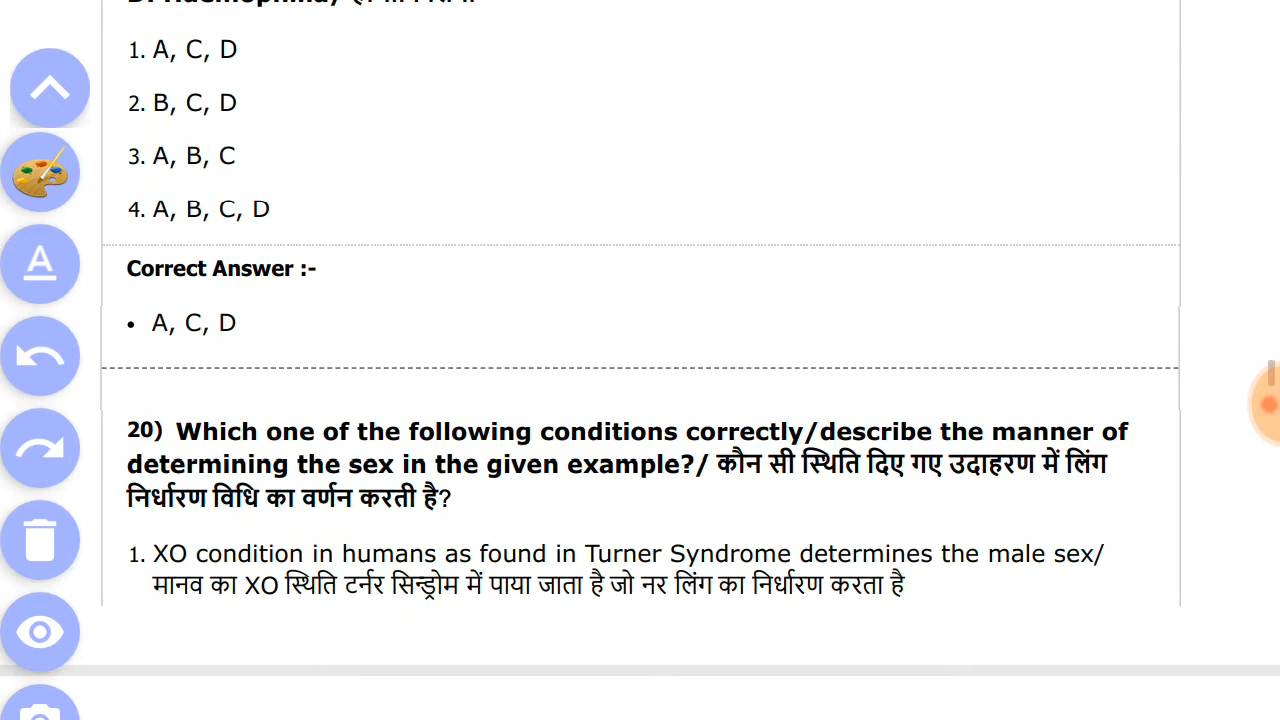 1. A, C, D
2. B, C, D
3. A, B, C
4. A, B, C, D
Correct Answer :-
• A, C, D
20) Which one of the following conditions correctly/describe the manner of
determining the sex in the given example?/ कौन सी स्थिति दिए गए उदाहरण में लिंग
निर्धारण विधि का वर्णन करती है?
1. XO condition in humans as found in Turner Syndrome determines the male sex/
मानव का XO स्थिति टर्नर सिन्ड्रोम में पाया जाता है जो नर लिंग का निर्धारण करता है